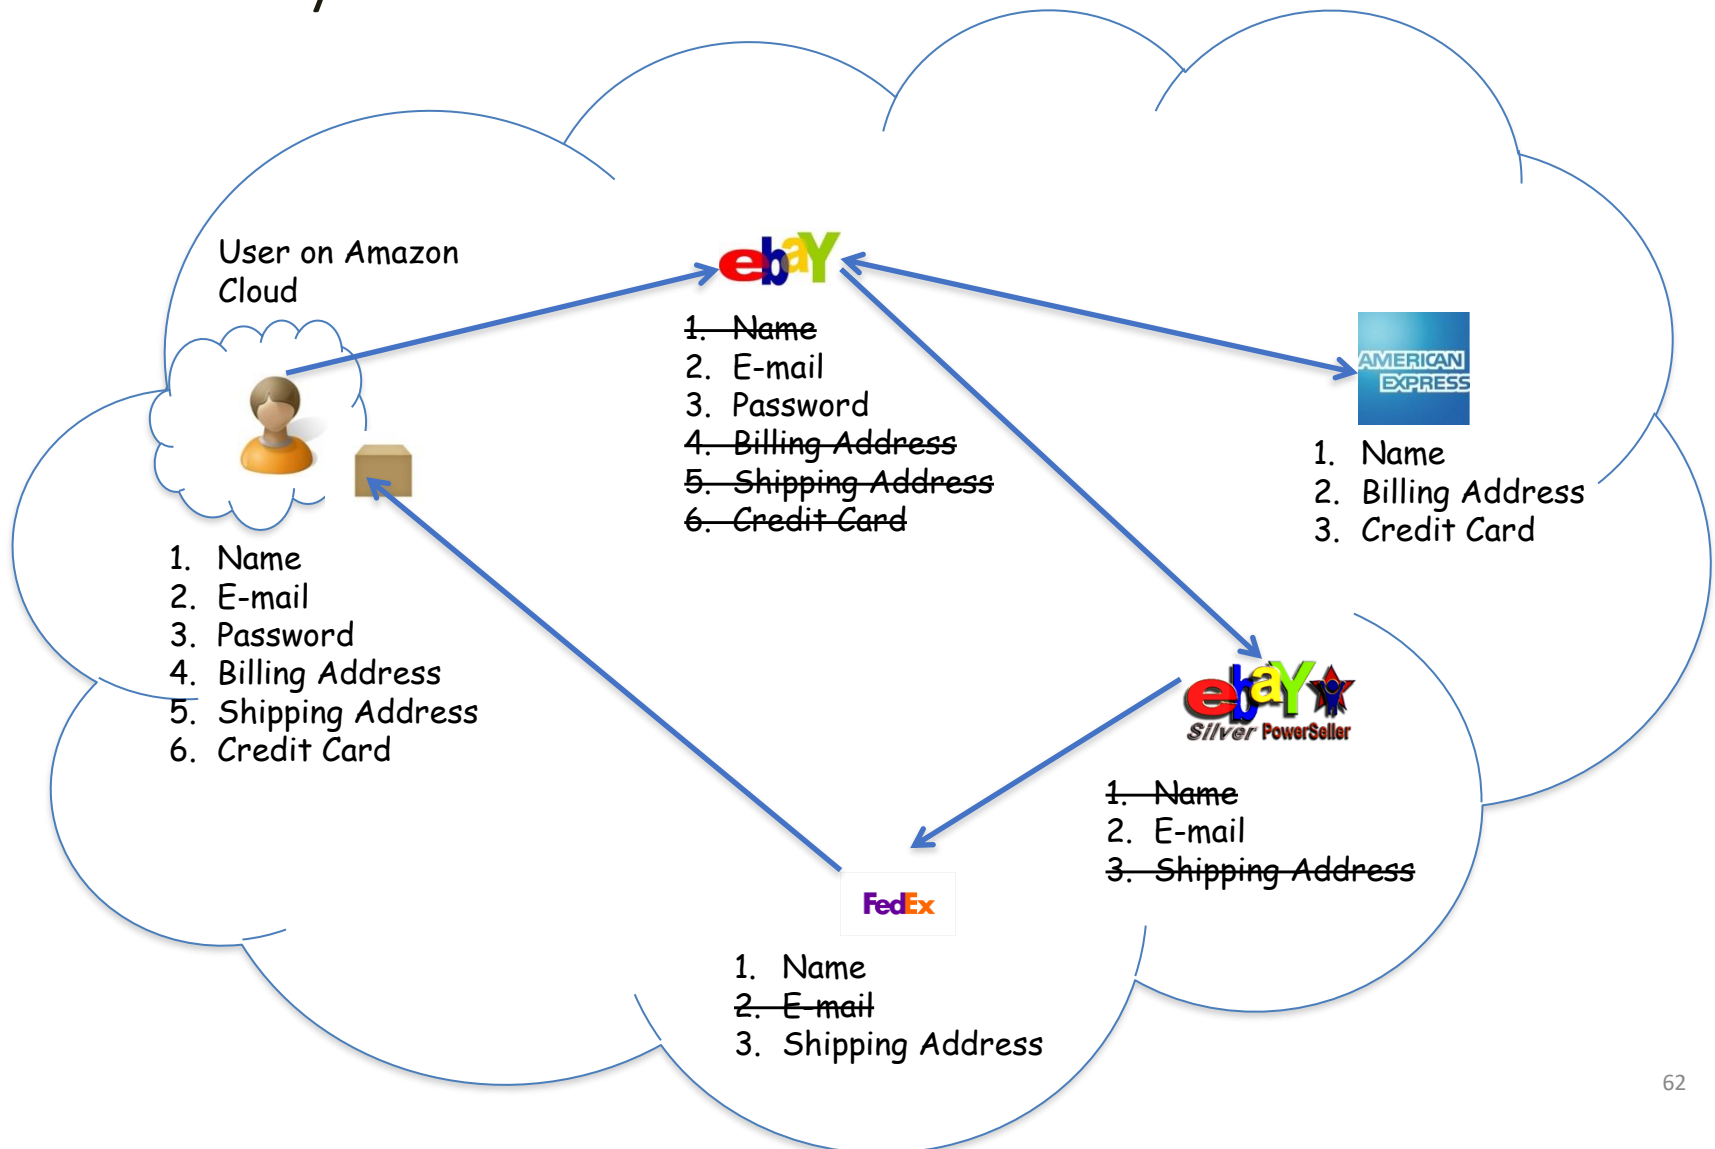 User on Amazon
Cloud
ebaY
1. Name
2. E-mail
3. Password
4. Billing Address
5. Shipping Address
6. Credit Card
AMERICAN
EXPRESS
1. Name
2. Billing Address
3. Credit Card
1. Name
2. E-mail
3. Password
4. Billing Address
5. Shipping Address
6. Credit Card
ebaY
Silver PowerSeller
1. Name
2. E-mail
3. Shipping Address
FedEx
1. Name
2. E-mail
3. Shipping Address
62